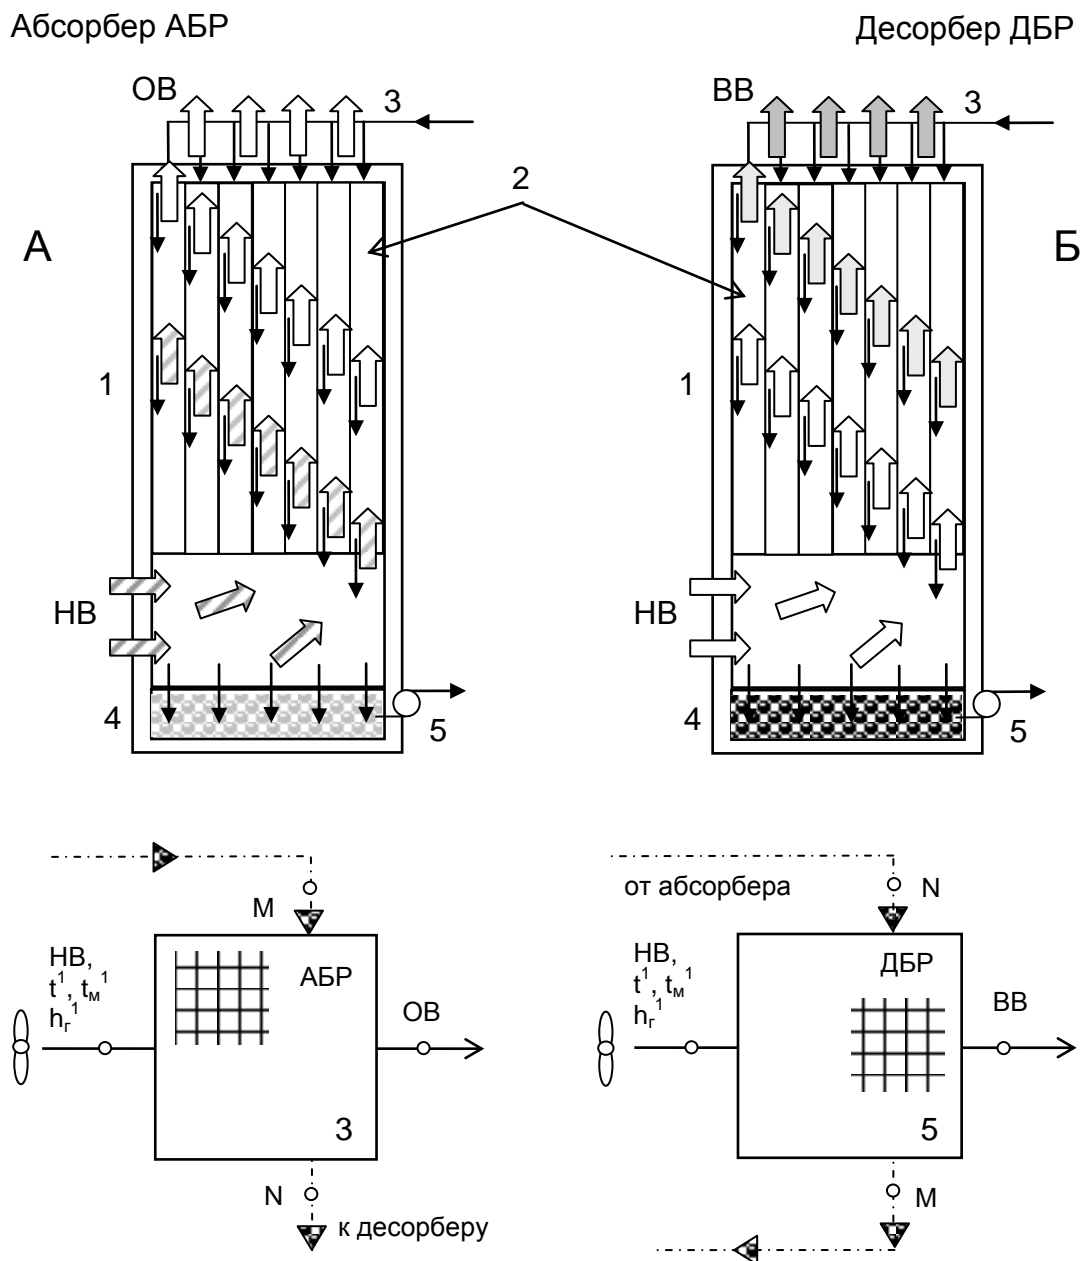 Абсорбер АБР
Десорбер ДБР
ОВ
3
ВВ
3
2
А
Б
1
1
НВ
НВ
4
5
4
5
от абсорбера
N
М
НВ,
t¹, tм¹
hг¹
АБР
ОВ
3
НВ,
t¹, tм¹
hг¹
ДБР
ВВ
5
N
к десорберу
М